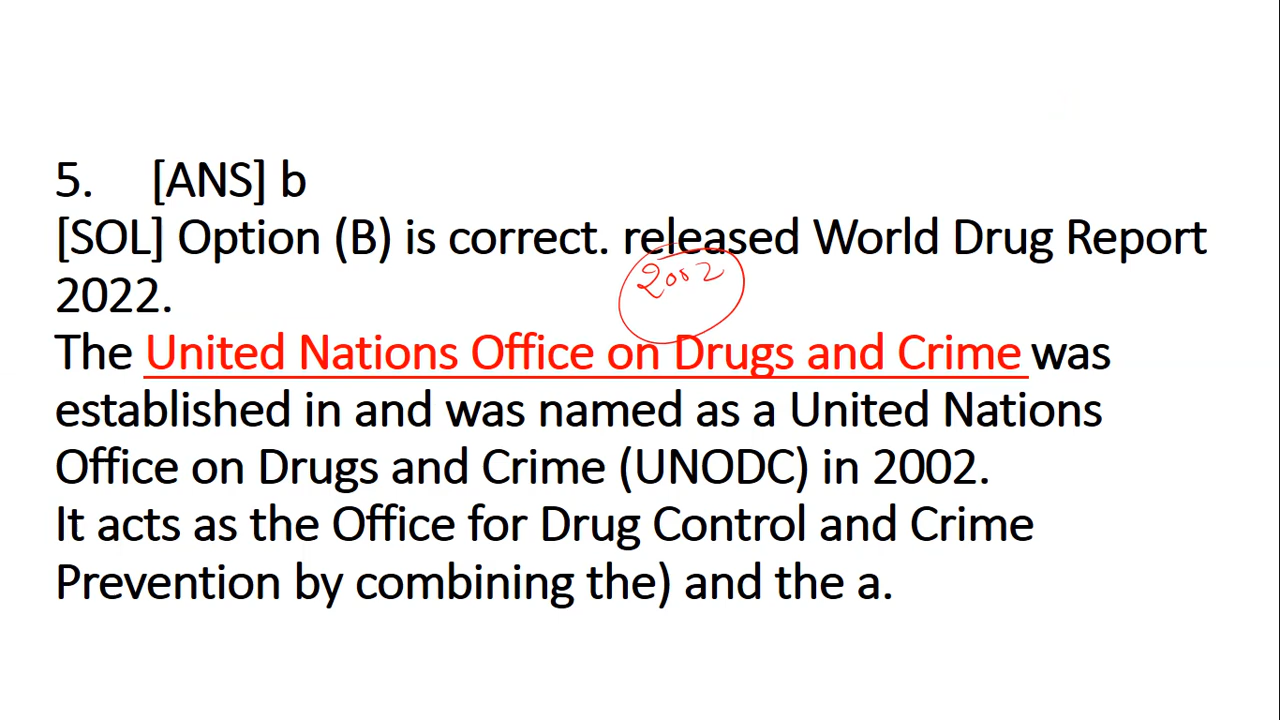 5. [ANS] b
[SOL] Option (B) is correct. released World Drug Report
2002
2022.
The United Nations Office on Drugs and Crime was
established in and was named as a United Nations
Office on Drugs and Crime (UNODC) in 2002.
It acts as the Office for Drug Control and Crime
Prevention by combining the) and the a.